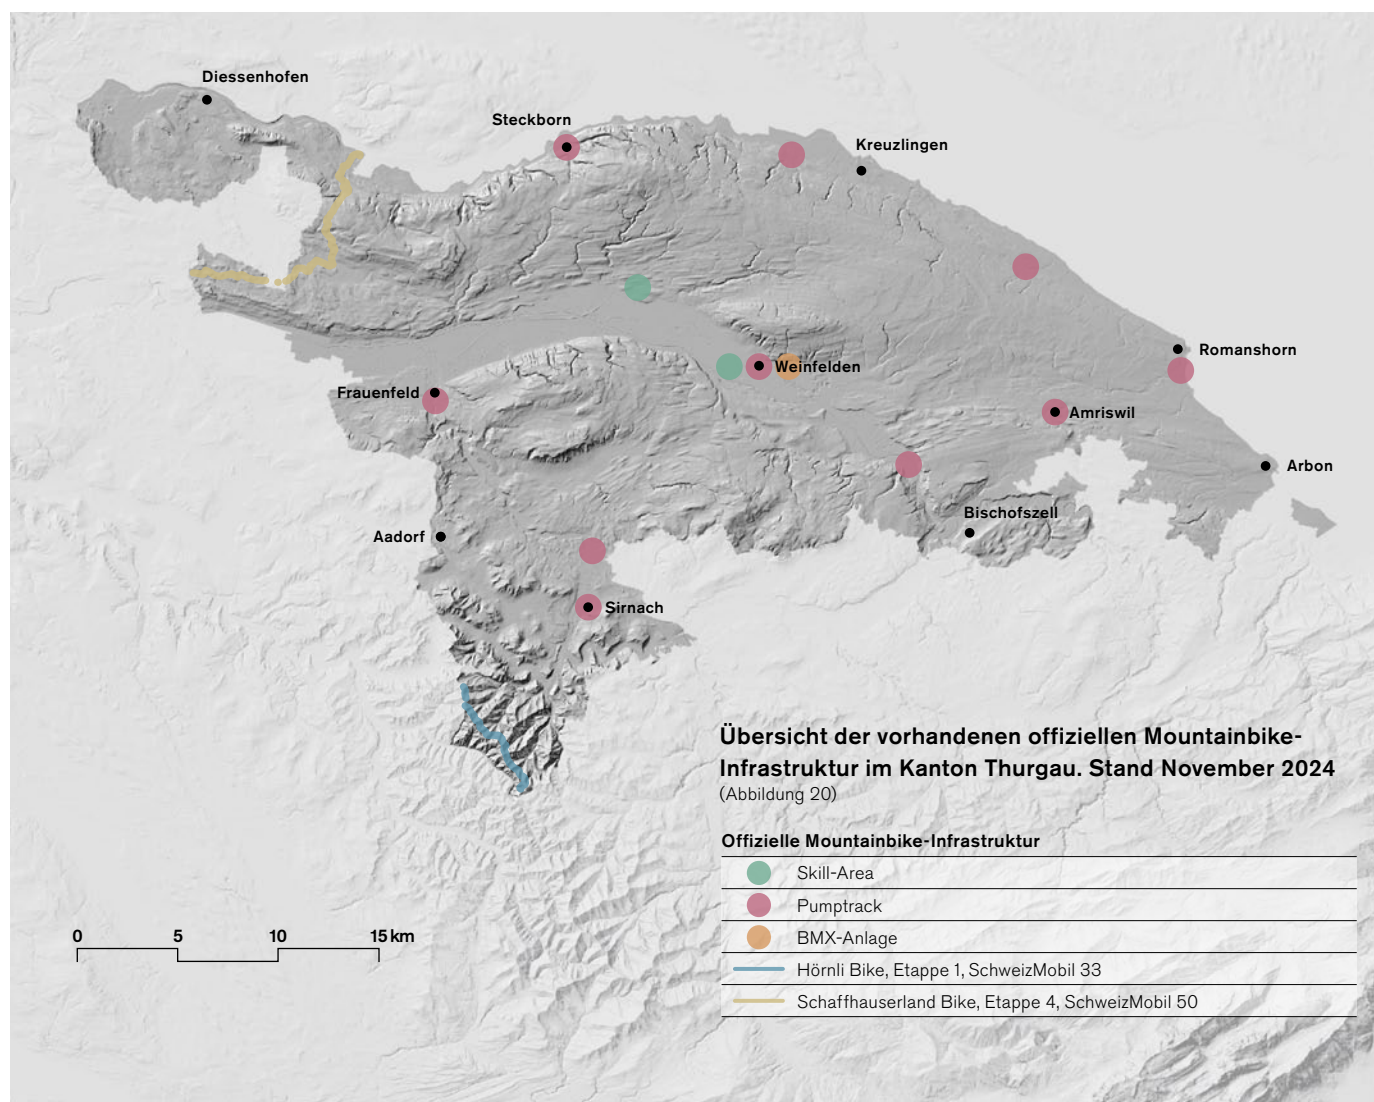 Diessenhofen
Steckborn
Kreuzlingen
Romanshorn
Weinfelden
Frauenfeld
Amriswil
Arbon
Bischofszell
Aadorf
Sirnach
Übersicht der vorhandenen offiziellen Mountainbike-
Infrastruktur im Kanton Thurgau. Stand November 2024
(Abbildung 20)
Offizielle Mountainbike-Infrastruktur
Skill-Area
Pumptrack
BMX-Anlage
Hörnli Bike, Etappe 1, SchweizMobil 33
Schaffhauserland Bike, Etappe 4, SchweizMobil 50
0 5 10 15 km